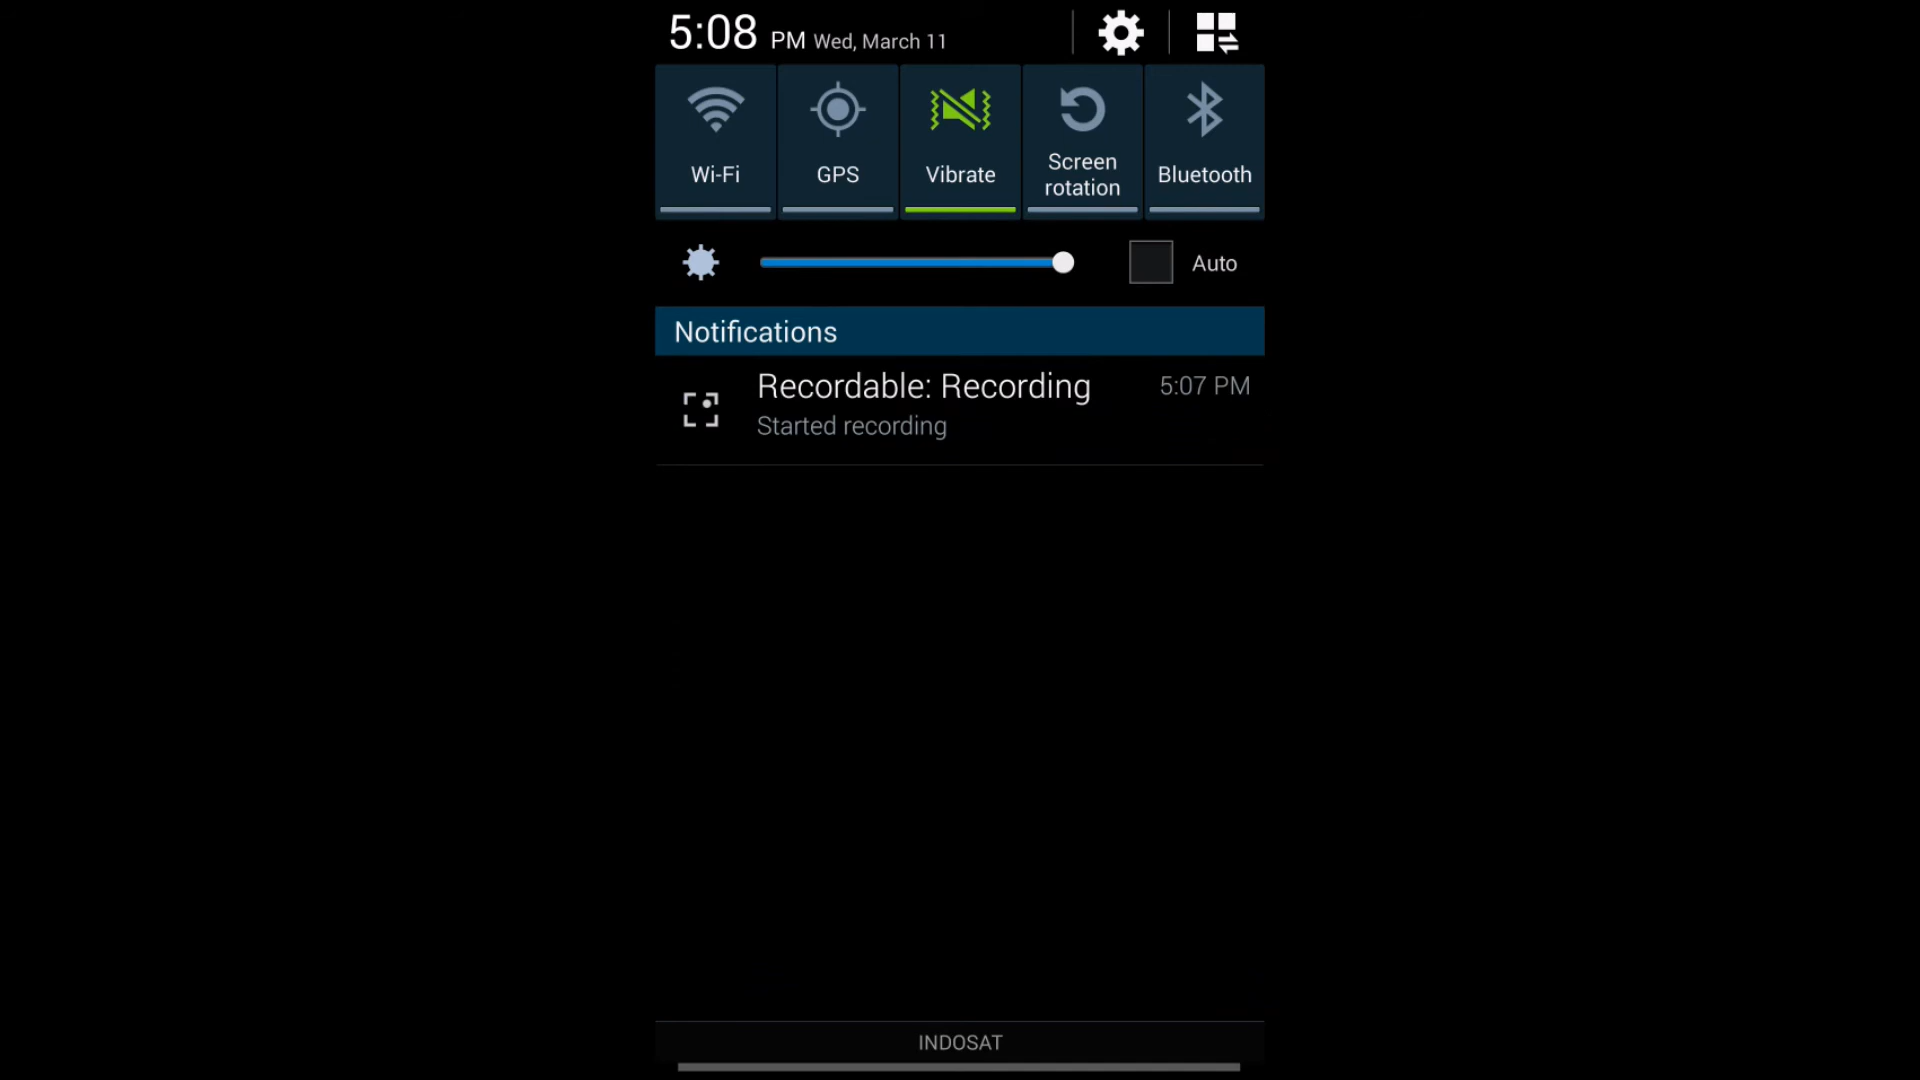 5:08 PM Wed, March 11
Wi-Fi
GPS
Vibrate
Screen
rotation
Bluetooth
Auto
Notifications
Recordable: Recording
5:07 PM
Started recording
INDOSAT